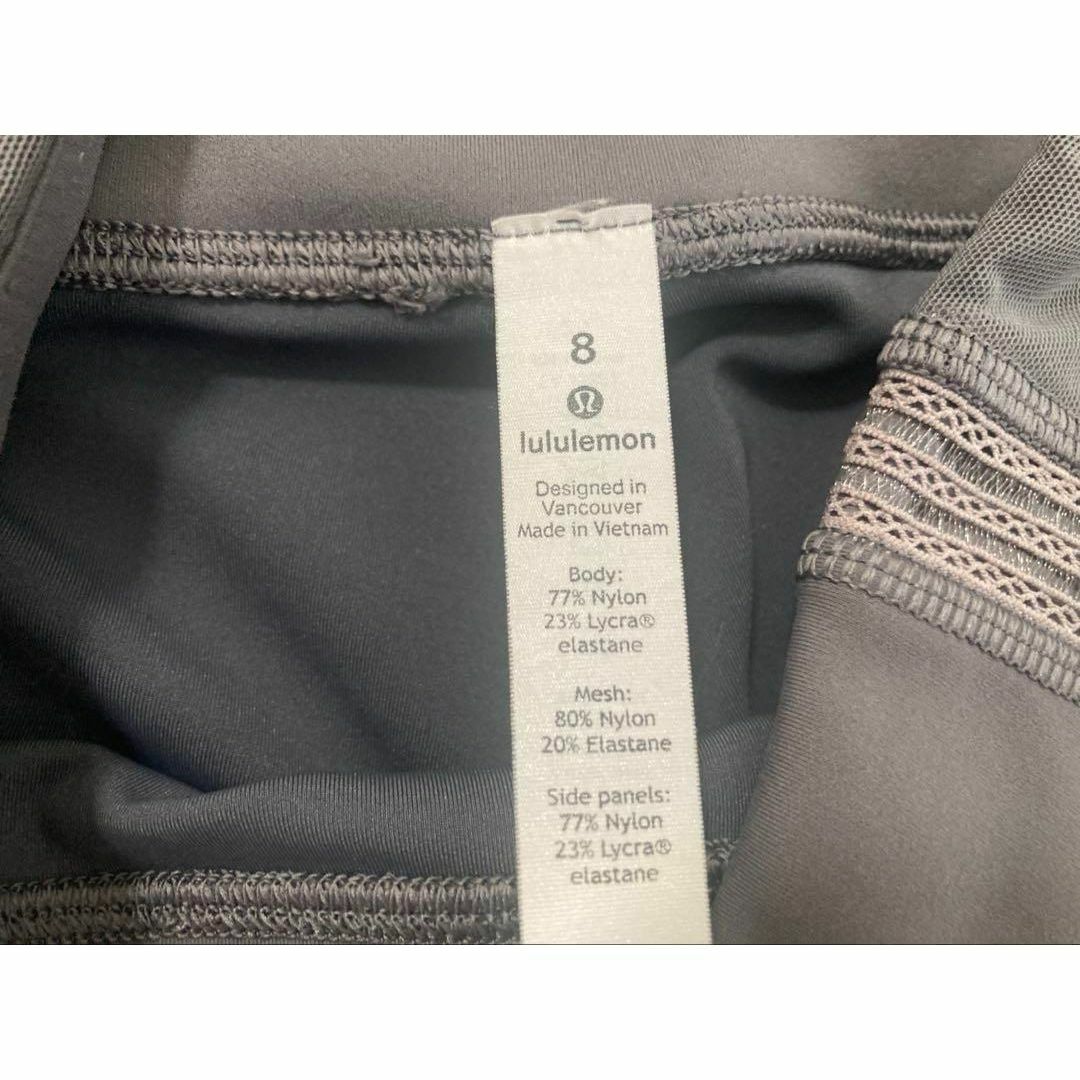 8
lululemon
Designed in
Vancouver
Made in Vietnam
Body:
77% Nylon
23% Lycra®
elastane
Mesh:
80% Nylon
20% Elastane
Side panels:
77% Nylon
23% Lycra®
elastane